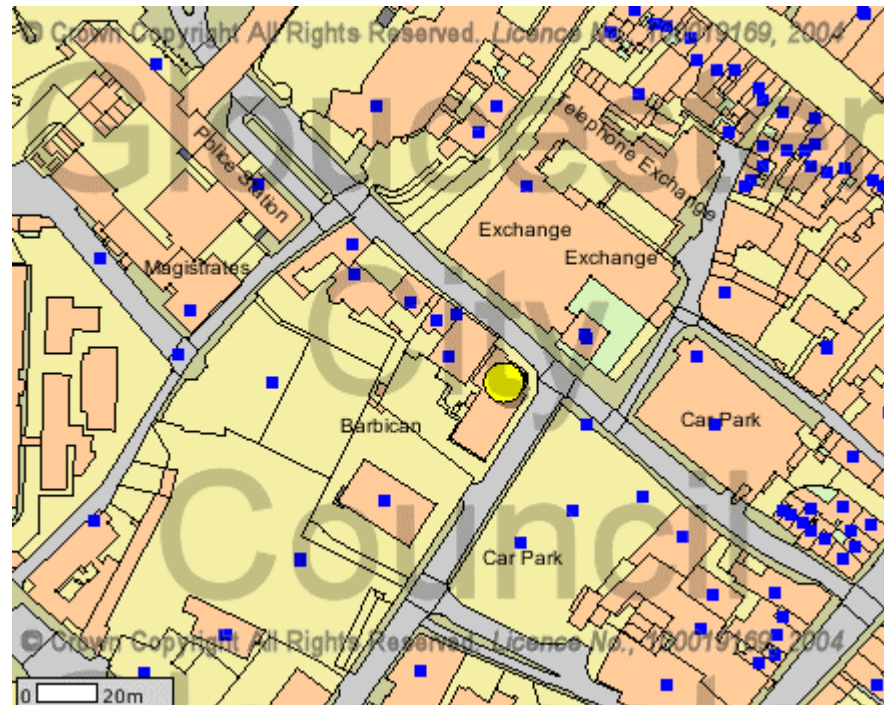 © Crown Copyright All Rights Reserved. Licence No., 100019169, 2004
Gloucester
Telephone Exchange
Police Station
Exchange
Exchange
Magistrates
City
Barbican
Car Park
Council
Car Park
© Crown Copyright All Rights Reserved. Licence No., 100019169, 2004
0 20m